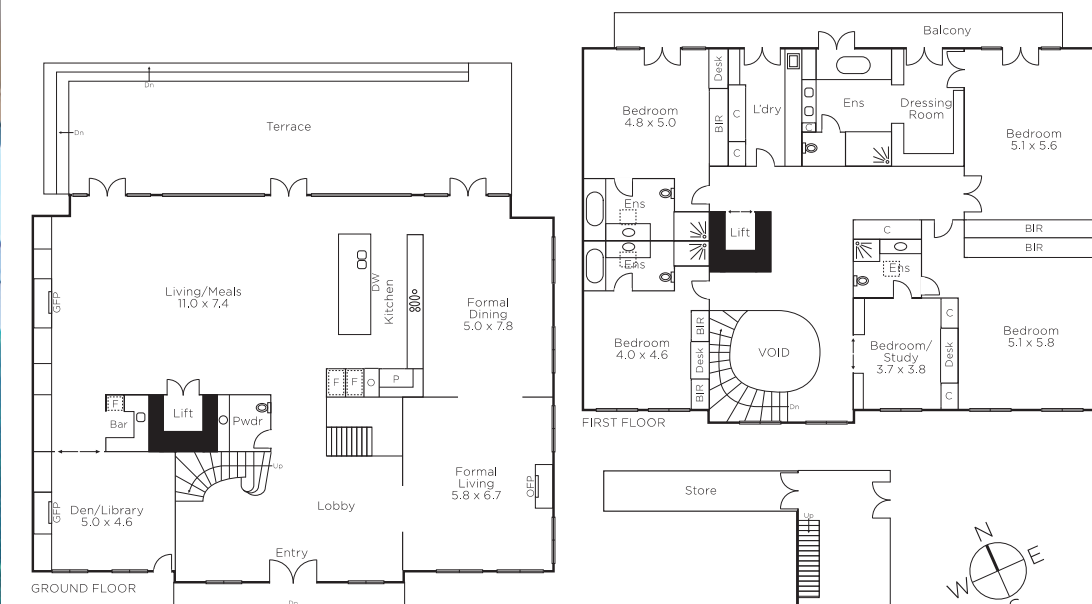 Dn
Terrace
Dn
GFP
Living/Meals
11.0 x 7.4
DW
Kitchen
800
Formal
Dining
5.0 x 7.8
F
F
O
P
F
Bar
Lift
Pwdr
Up
GFP
Den/Library
5.0 x 4.6
Lobby
Formal
Living
5.8 x 6.7
OFP
Entry
GROUND FLOOR
Dn
Balcony
Bedroom
4.8 x 5.0
Desk
BIR
C
C
L'dry
C
Ens
Dressing
Room
Bedroom
5.1 x 5.6
Ens
Lift
Ens
C
BIR
BIR
Ens
Bedroom
4.0 x 4.6
BIR
Desk
BIR
VOID
Dn
Bedroom/
Study
3.7 x 3.8
C
Desk
C
Bedroom
5.1 x 5.8
FIRST FLOOR
Store
Up
N
E
W
S